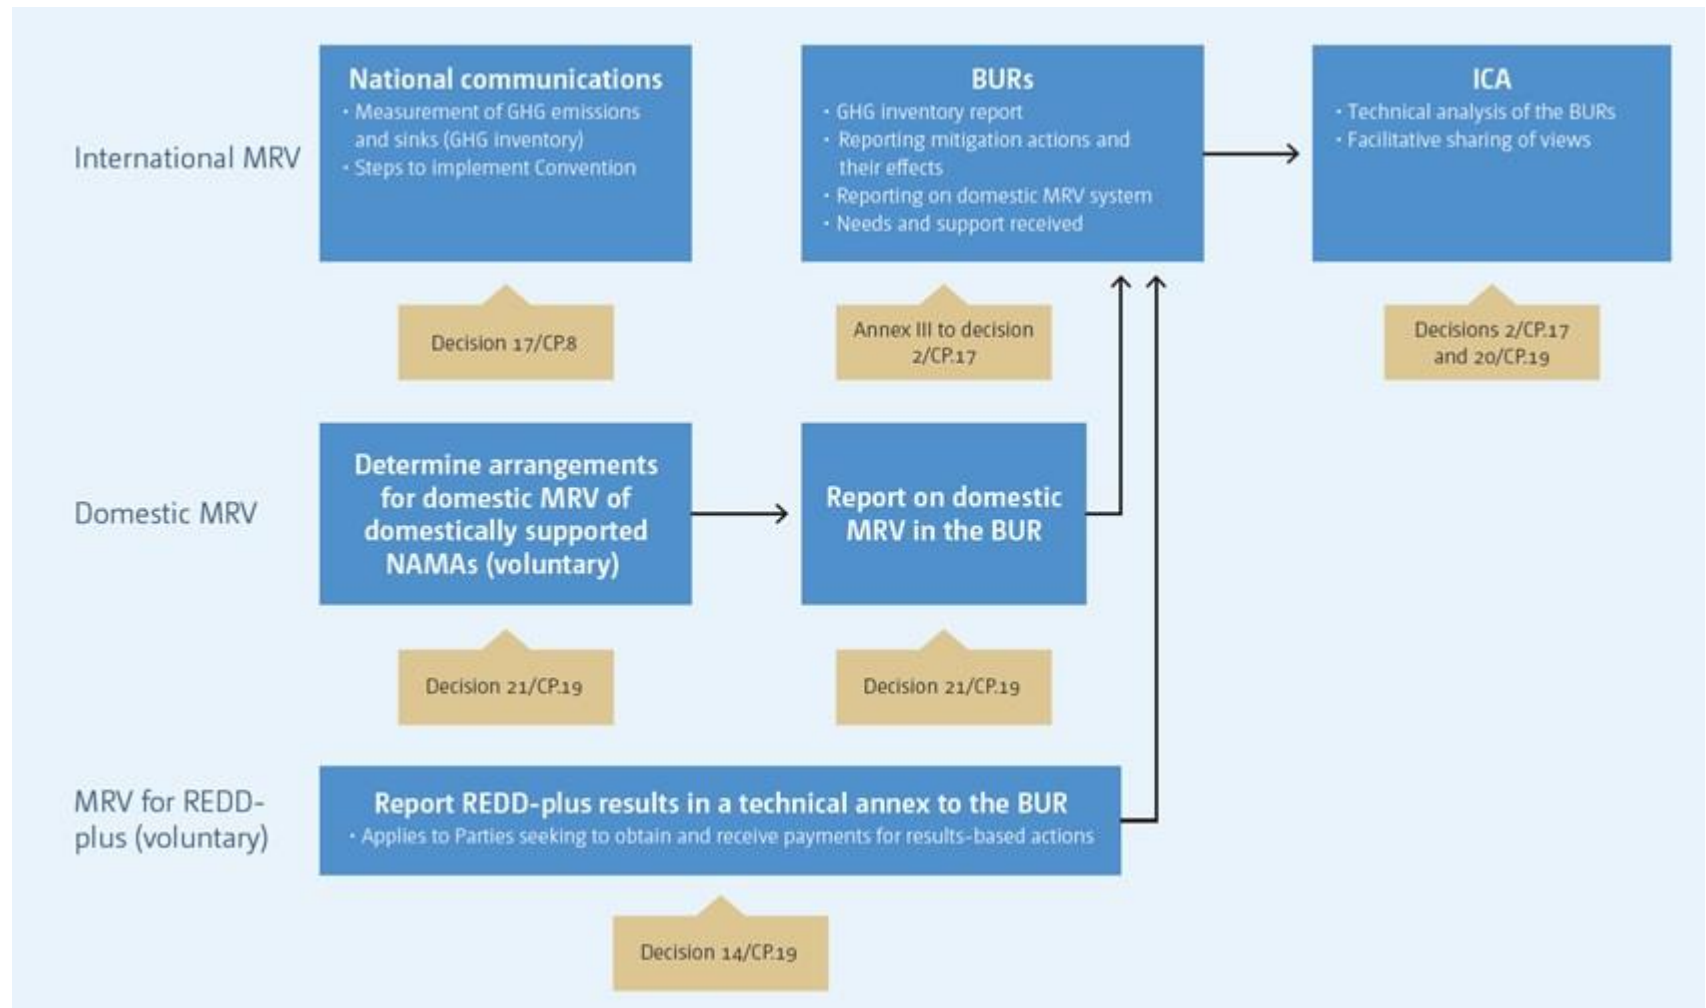 International MRV
National communications
· Measurement of GHG emissions
and sinks (GHG inventory)
· Steps to implement Convention
BURs
· GHG inventory report
· Reporting mitigation actions and
their effects
· Reporting on domestic MRV system
· Needs and support received
ICA
· Technical analysis of the BURs
· Facilitative sharing of views
Decision 17/CP.8
Annex III to decision
2/CP.17
Decisions 2/CP.17
and 20/CP.19
Domestic MRV
Determine arrangements
for domestic MRV of
domestically supported
NAMAs (voluntary)
Report on domestic
MRV in the BUR
Decision 21/CP.19
Decision 21/CP.19
MRV for REDD-
plus (voluntary)
Report REDD-plus results in a technical annex to the BUR
· Applies to Parties seeking to obtain and receive payments for results-based actions
Decision 14/CP.19